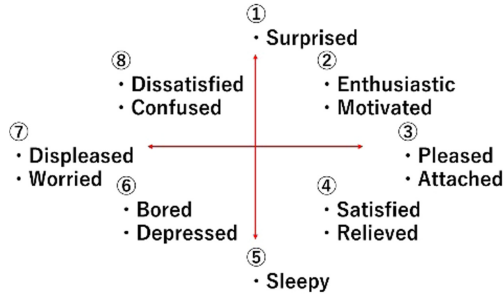 ①
・Surprised
②
・Enthusiastic
・Motivated
③
・Pleased
・Attached
④
・Satisfied
・Relieved
⑤
・Sleepy
⑥
・Bored
・Depressed
⑦
・Displeased
・Worried
⑧
・Dissatisfied
・Confused